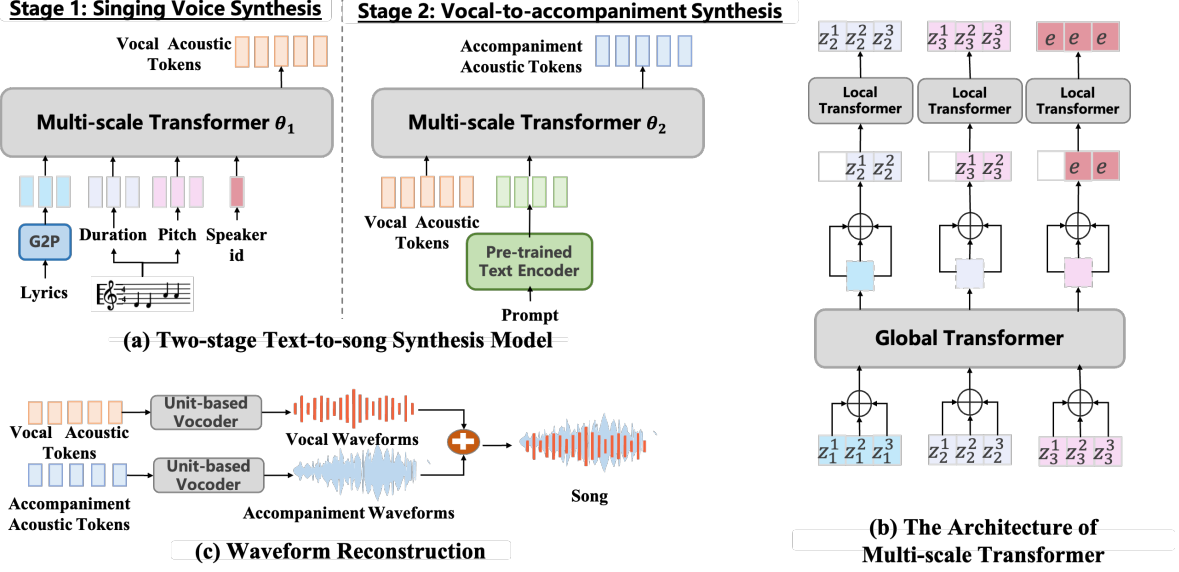 Stage 1: Singing Voice Synthesis
Vocal Acoustic
Tokens
Multi-scale Transformer θ₁
G2P
Duration
Pitch
Speaker
id
Lyrics
Stage 2: Vocal-to-accompaniment Synthesis
Accompaniment
Acoustic Tokens
Multi-scale Transformer θ₂
Vocal Acoustic
Tokens
Pre-trained
Text Encoder
Prompt
(a) Two-stage Text-to-song Synthesis Model
Vocal Acoustic
Tokens
Unit-based
Vocoder
Vocal Waveforms
Accompaniment
Acoustic Tokens
Unit-based
Vocoder
Accompaniment Waveforms
Song
(c) Waveform Reconstruction
z₂¹ z₂² z₂³
z₃¹ z₃² z₃³
e e e
Local
Transformer
Local
Transformer
Local
Transformer
z₂¹ z₂²
z₃¹ z₃²
e e
Global Transformer
z₁¹ z₁² z₁³
z₂¹ z₂² z₂³
z₃¹ z₃² z₃³
(b) The Architecture of
Multi-scale Transformer